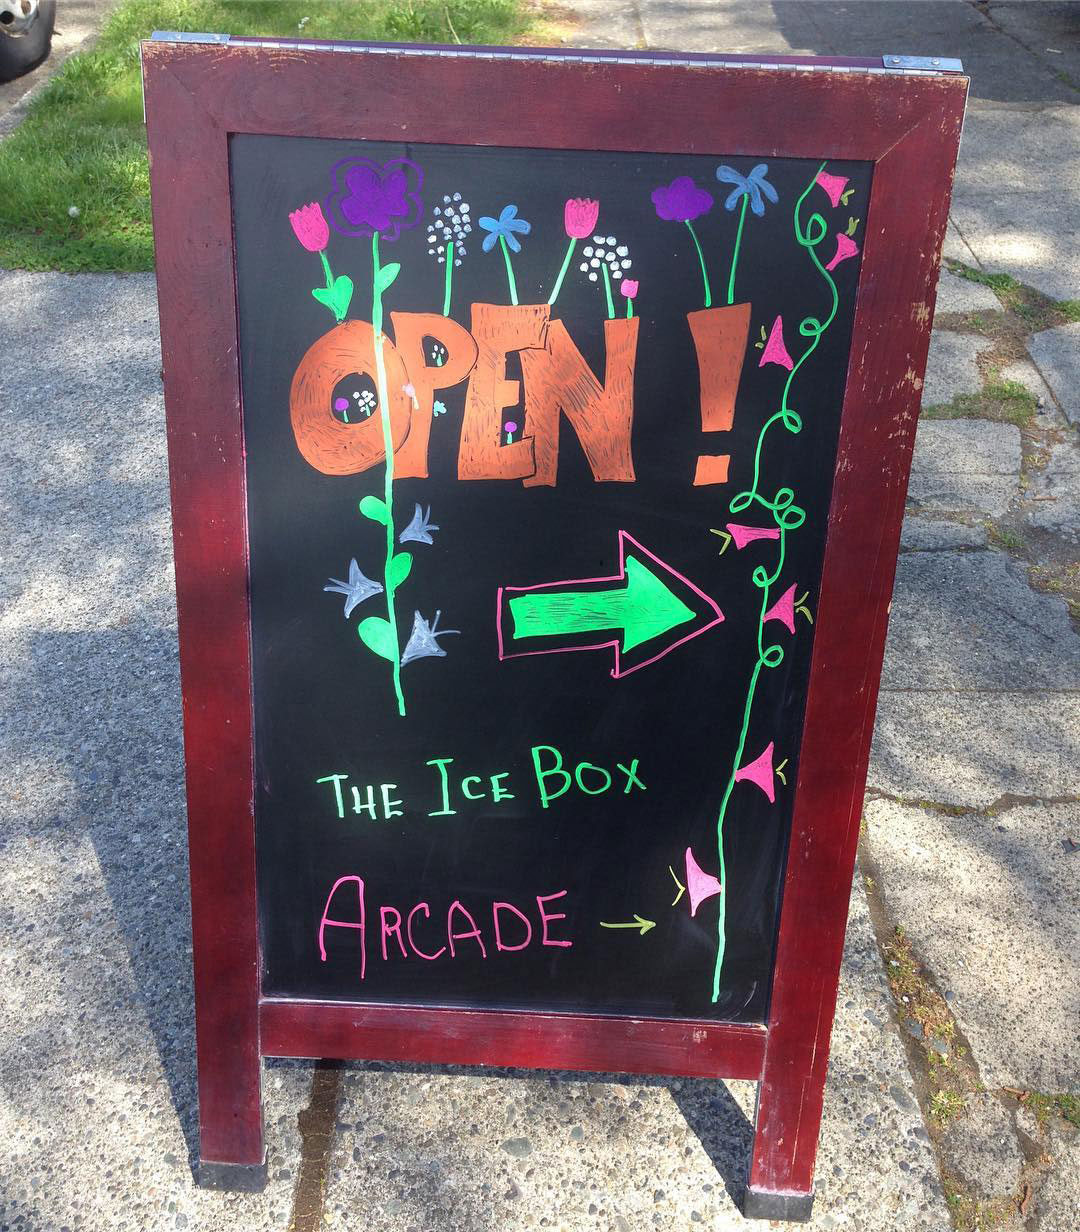 OPEN!
THE ICE BOX
ARCADE →